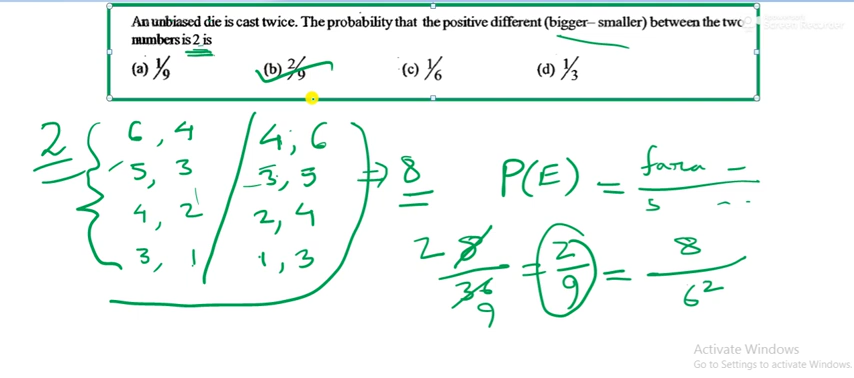 An unbiased die is cast twice. The probability that the positive different (bigger– smaller) between the two
numbers is 2 is
(a) 1/9 (b) 2/9 (c) 1/6 (d) 1/3
2 { 6, 4 / 4, 6
5, 3 3, 5 ⇒ 8
4, 2 2, 4
3, 1 1, 3
P(E) =
2 8/36 9 = 2/9 = 8/6²
Activate Windows
Go to Settings to activate Windows.